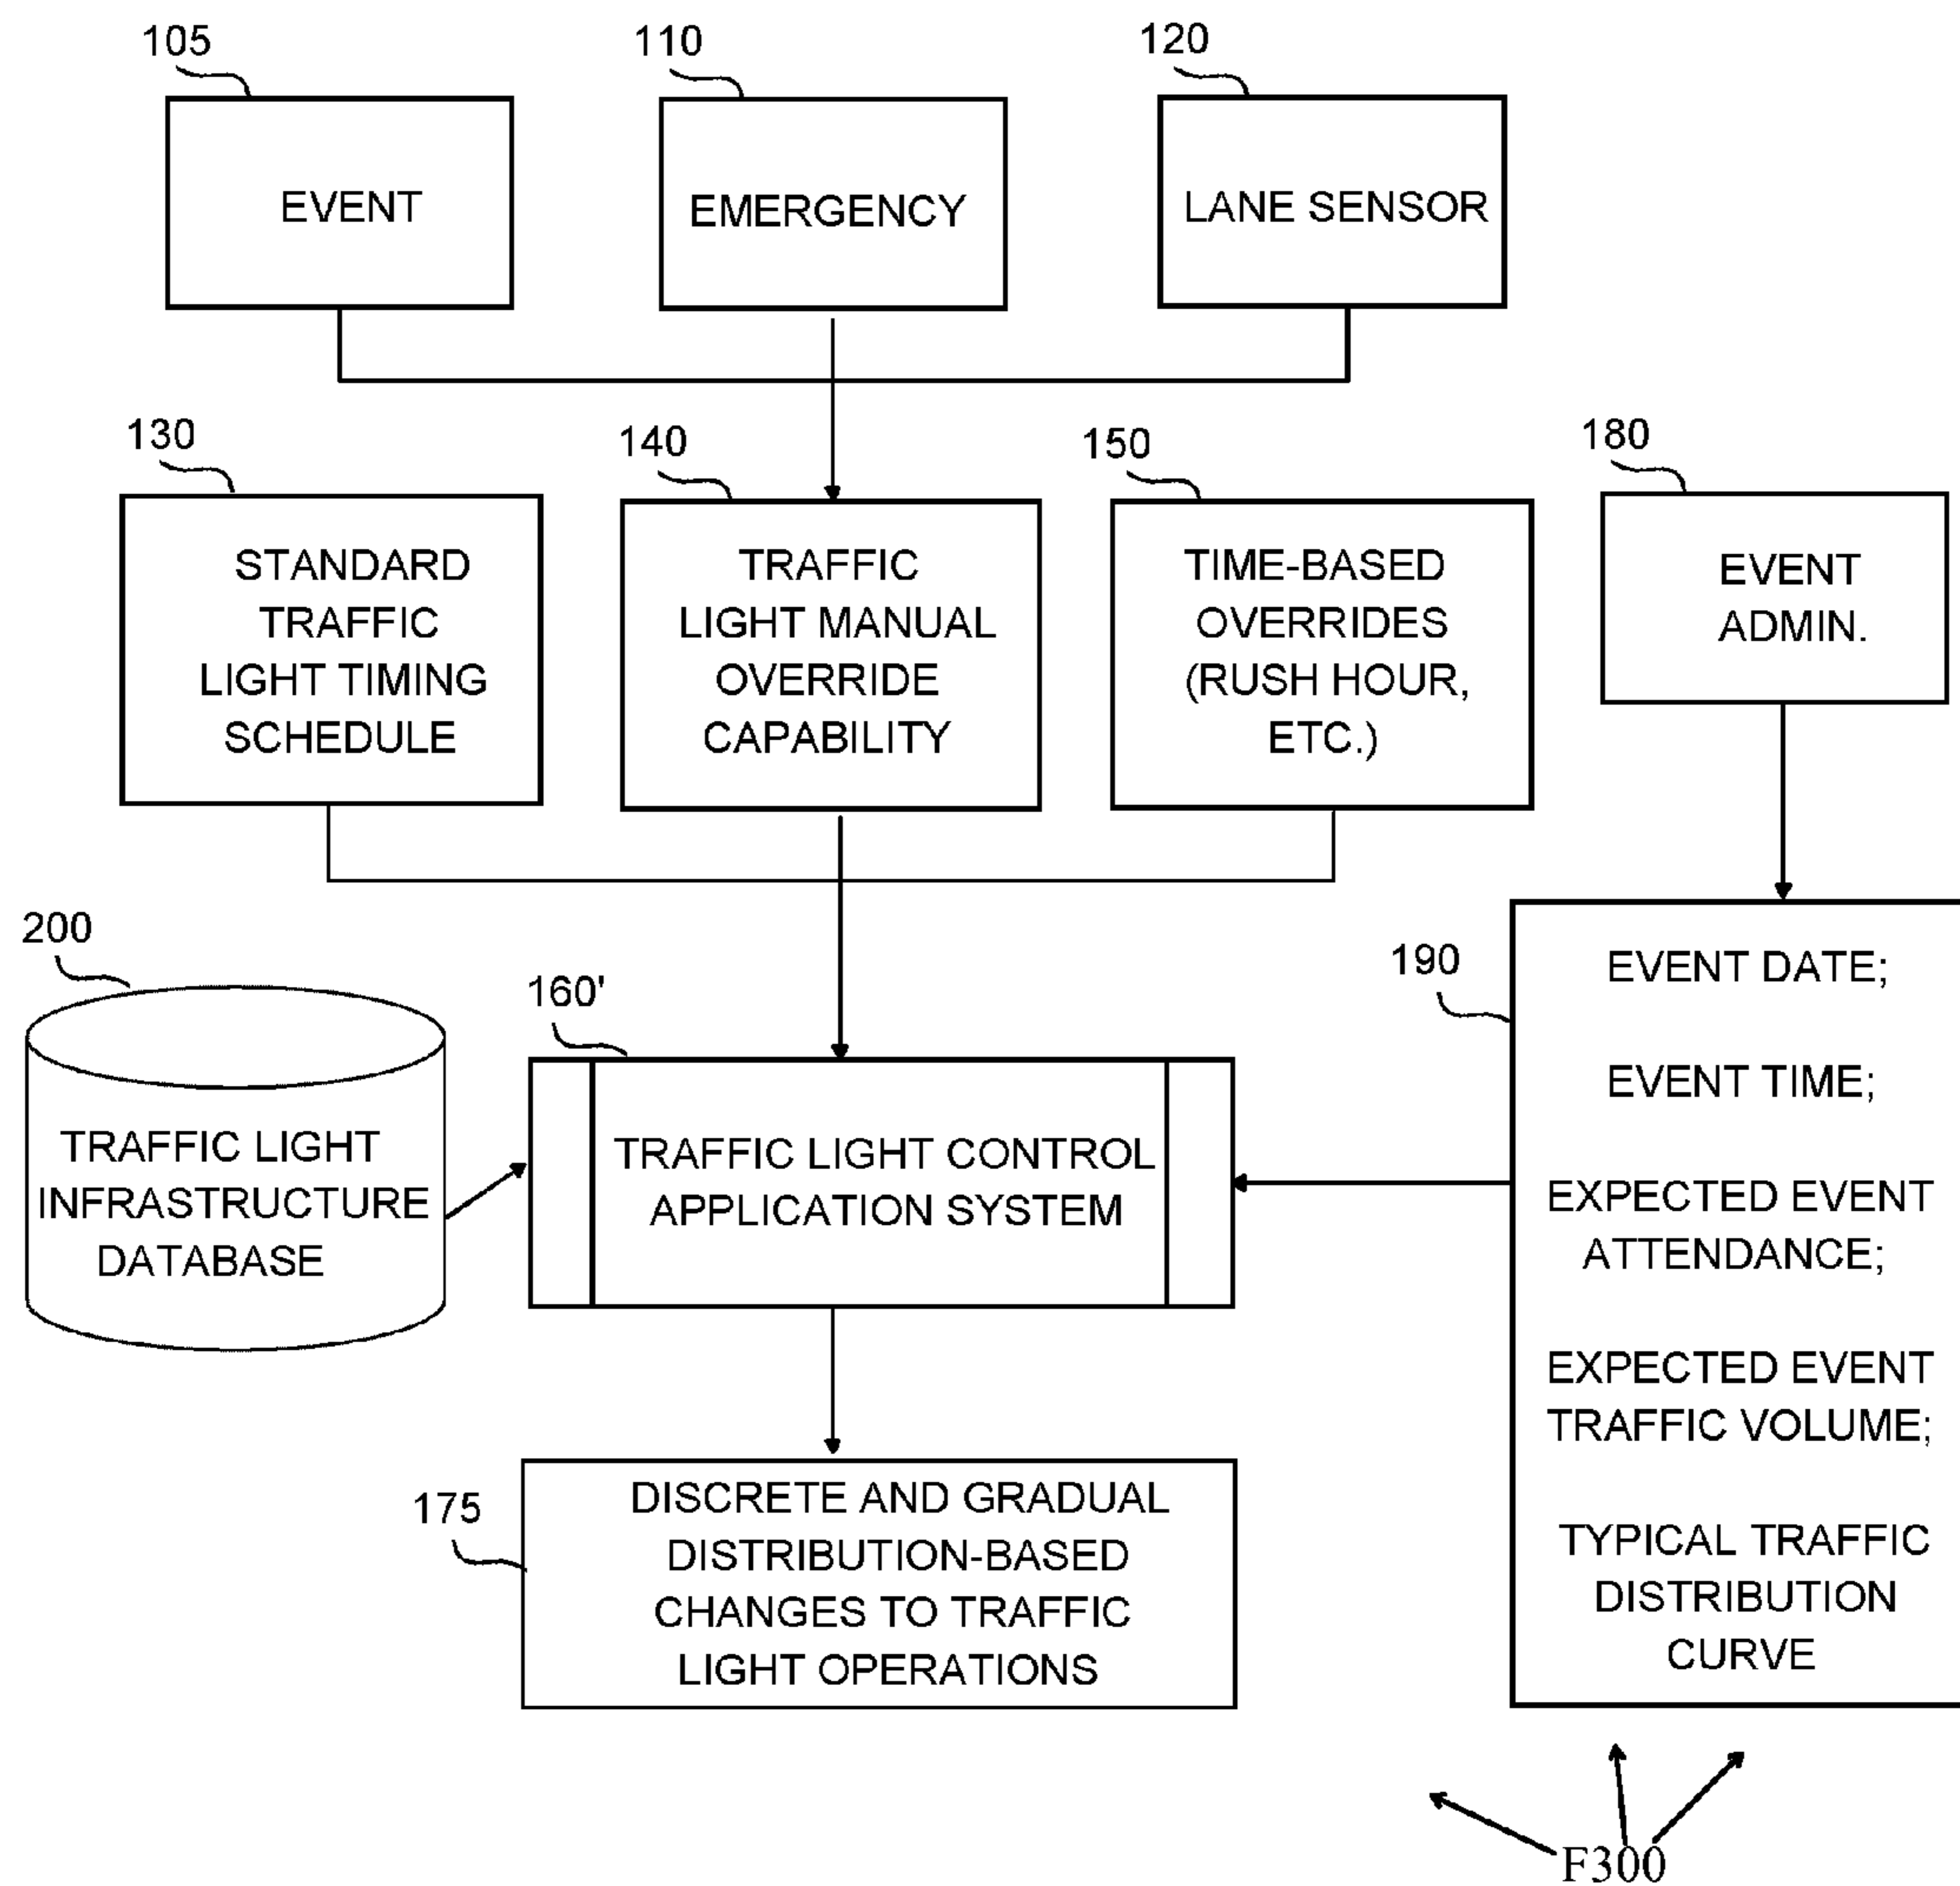 105
110
120
EVENT
EMERGENCY
LANE SENSOR
130
140
150
180
STANDARD
TRAFFIC
LIGHT TIMING
SCHEDULE
TRAFFIC
LIGHT MANUAL
OVERRIDE
CAPABILITY
TIME-BASED
OVERRIDES
(RUSH HOUR,
ETC.)
EVENT
ADMIN.
200
160'
190
TRAFFIC LIGHT
INFRASTRUCTURE
DATABASE
TRAFFIC LIGHT CONTROL
APPLICATION SYSTEM
EVENT DATE;
EVENT TIME;
EXPECTED EVENT
ATTENDANCE;
EXPECTED EVENT
TRAFFIC VOLUME;
TYPICAL TRAFFIC
DISTRIBUTION
CURVE
175
DISCRETE AND GRADUAL
DISTRIBUTION-BASED
CHANGES TO TRAFFIC
LIGHT OPERATIONS
F300